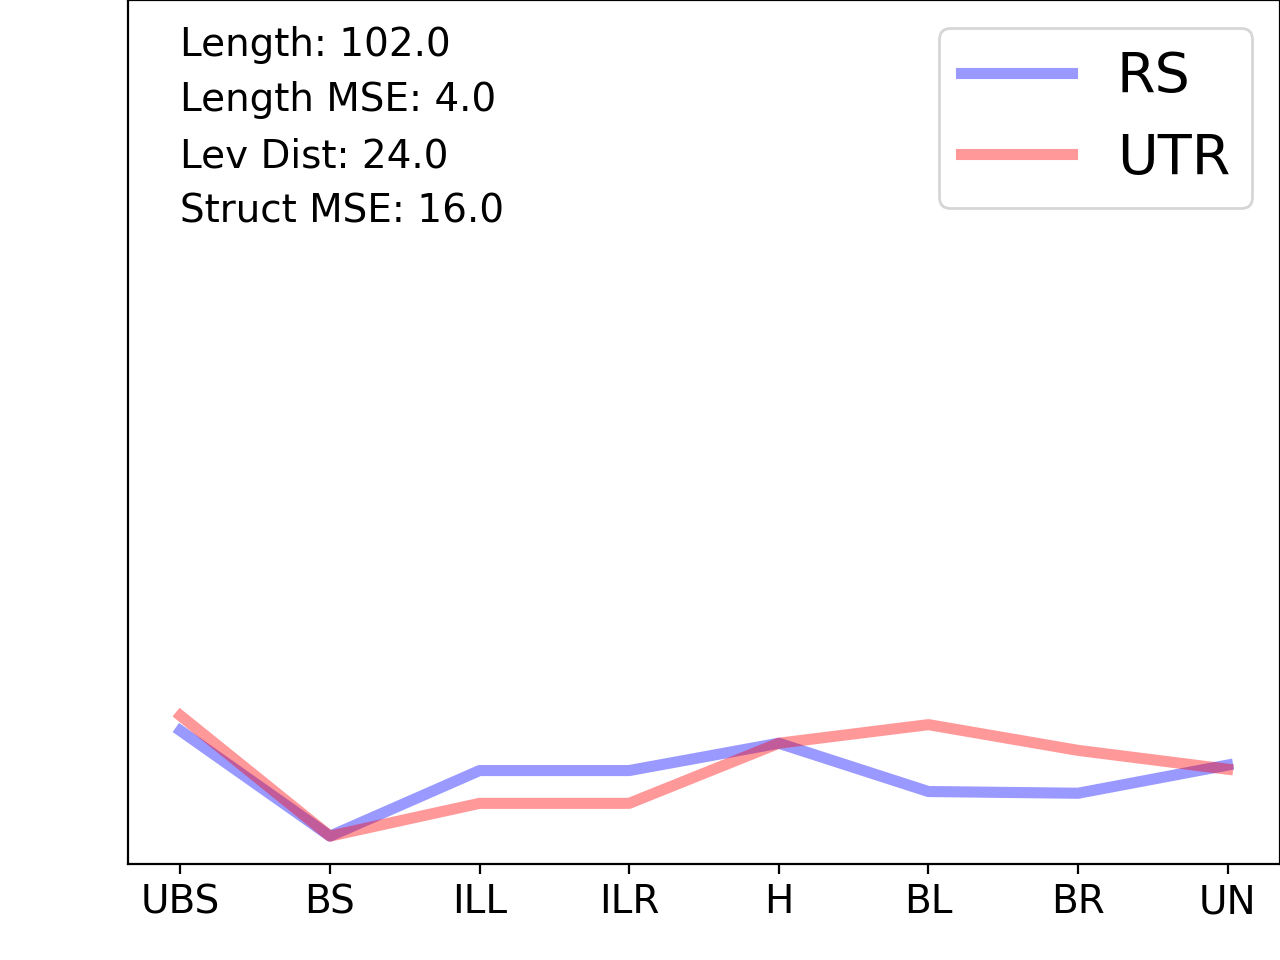 Length: 102.0
Length MSE: 4.0
Lev Dist: 24.0
Struct MSE: 16.0
RS
UTR
UBS BS ILL ILR H BL BR UN